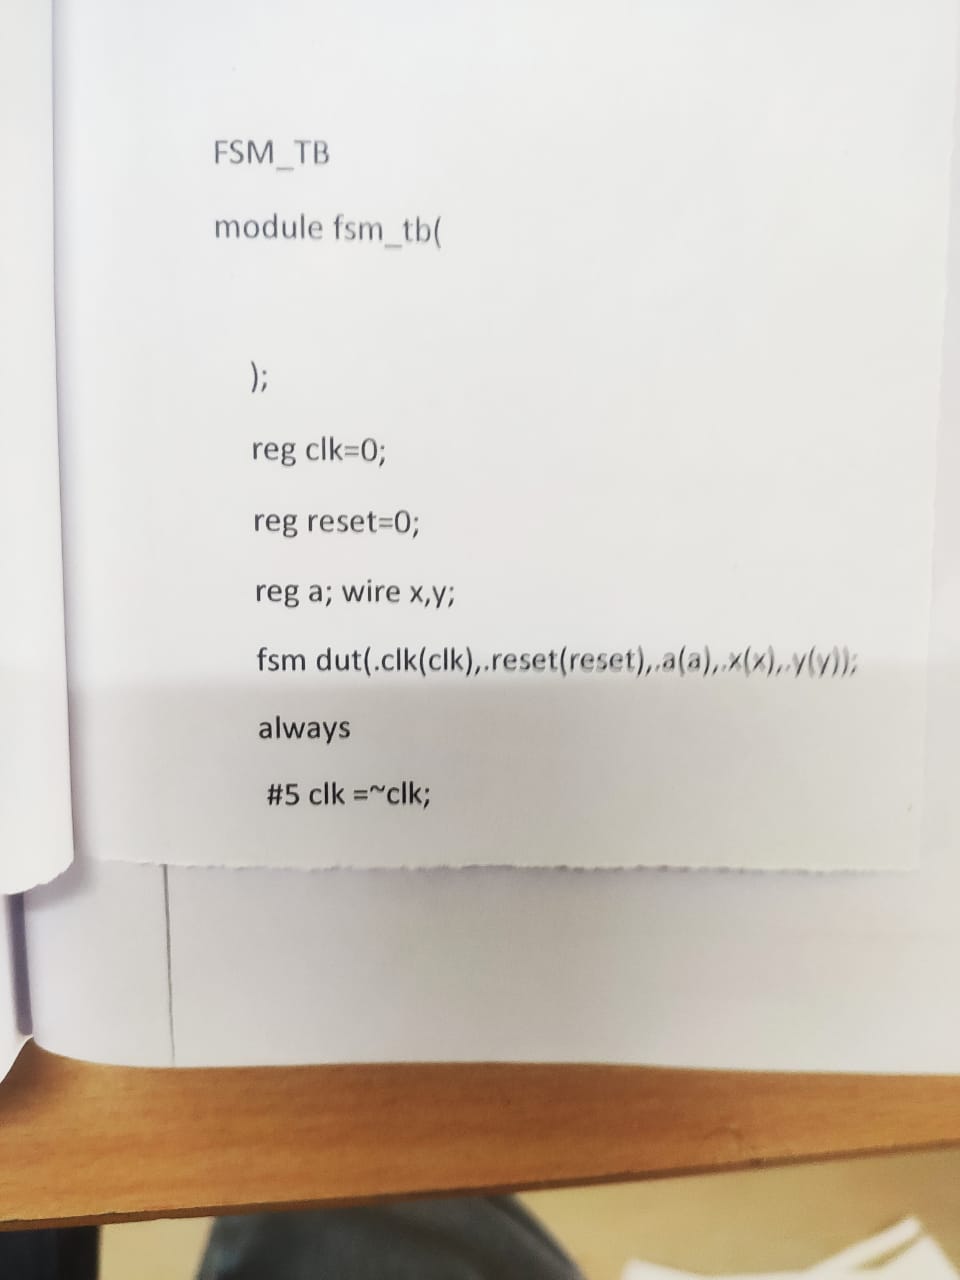 FSM_TB
module fsm_tb(
);
reg clk=0;
reg reset=0;
reg a; wire x,y;
fsm dut(.clk(clk),.reset(reset),.a(a),.x(x),.y(y));
always
#5 clk =~clk;